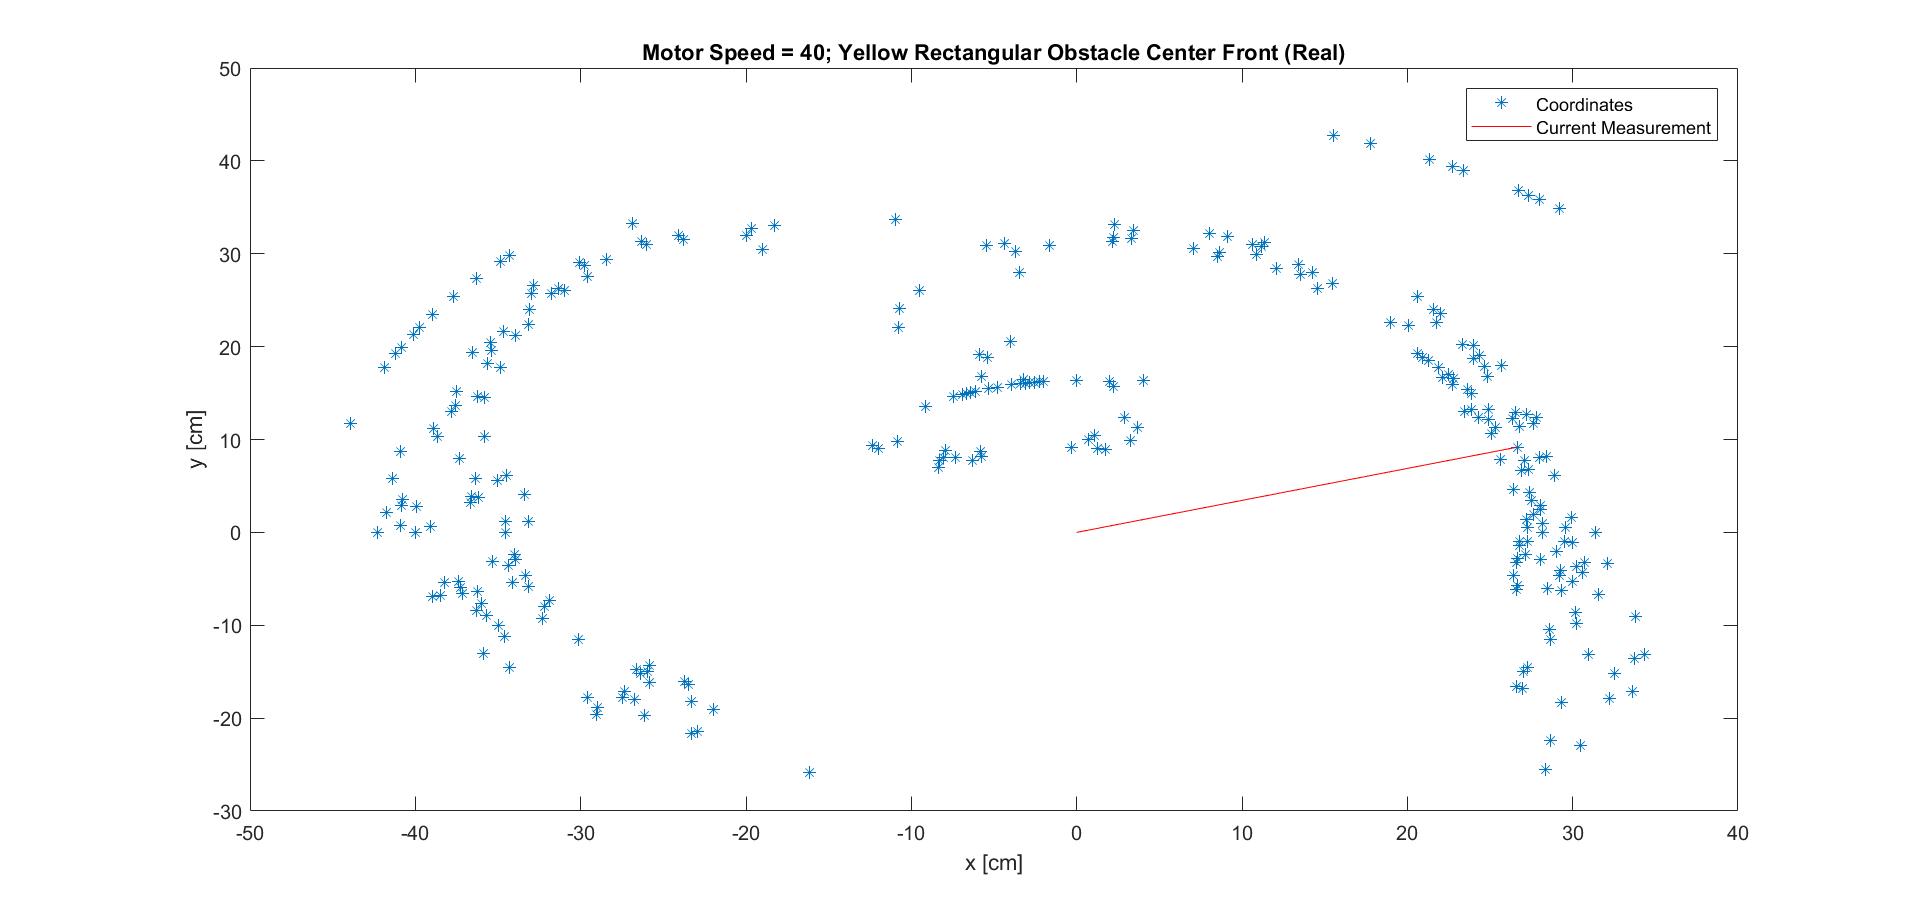 Motor Speed = 40; Yellow Rectangular Obstacle Center Front (Real)
Coordinates
Current Measurement
50
40
30
20
10
0
-10
-20
-30
y [cm]
-50 -40 -30 -20 -10 0 10 20 30 40
x [cm]